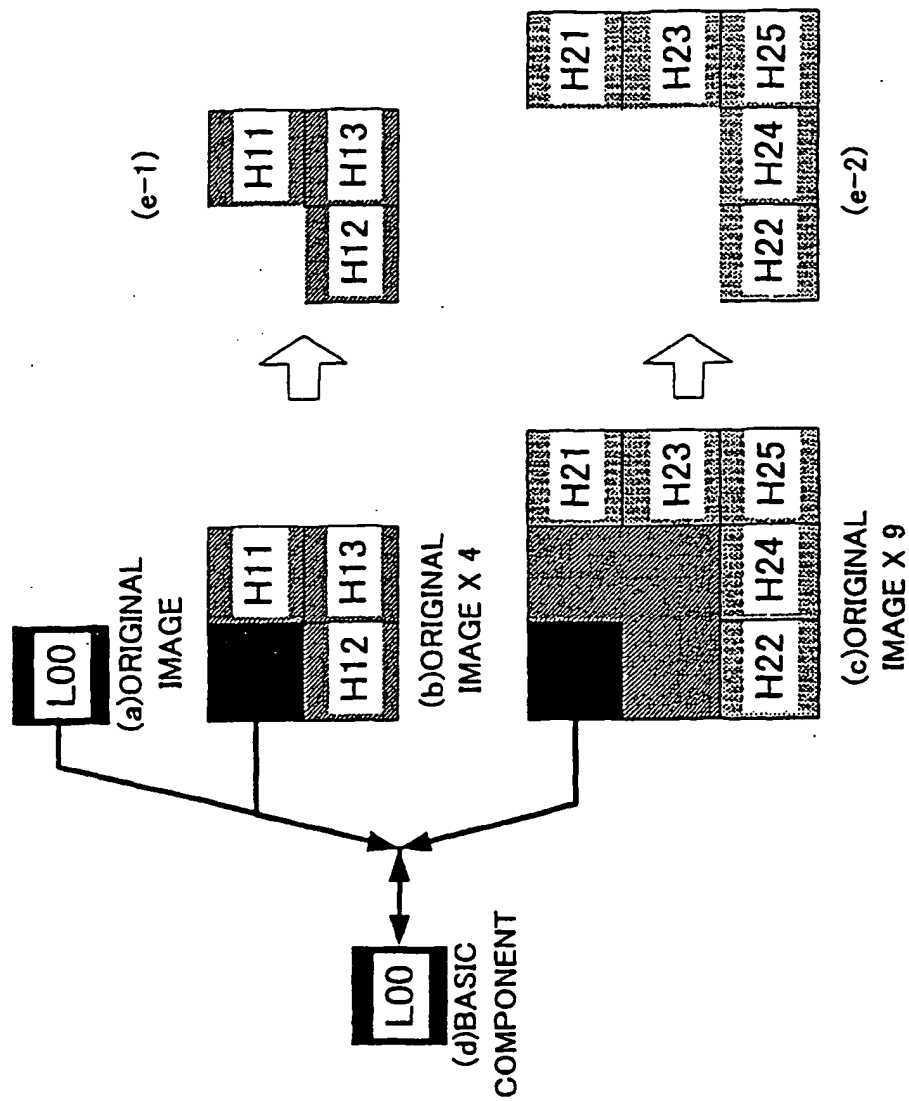 L00
(a)ORIGINAL
IMAGE
(e-1)
H11
H12 H13
H11
H12 H13
(b)ORIGINAL
IMAGE X 4
L00
(d)BASIC
COMPONENT
H21
H23
H22 H24 H25
(c)ORIGINAL
IMAGE X 9
H21
H23
H22 H24 H25
(e-2)